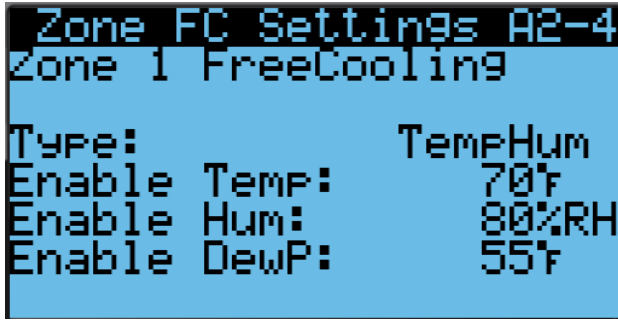 Zone FC Settings A2-4
Zone 1 FreeCooling
Type: TempHum
Enable Temp: 70°F
Enable Hum: 80%RH
Enable DewP: 55°F